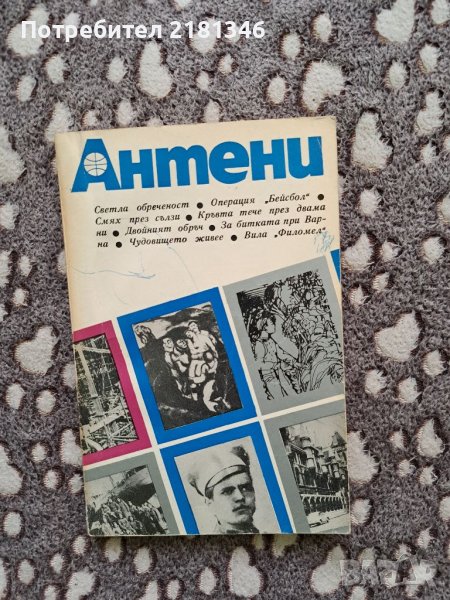 Потребител 2181346
Антени
Светла обреченост ● Операция „Бейсбол“ ●
Смях през сълзи ● Кръвта тече през двама
ни ● Двойният обръч ● За битката при Вар-
на ● Чудовището живее ● Вила „Филомел“